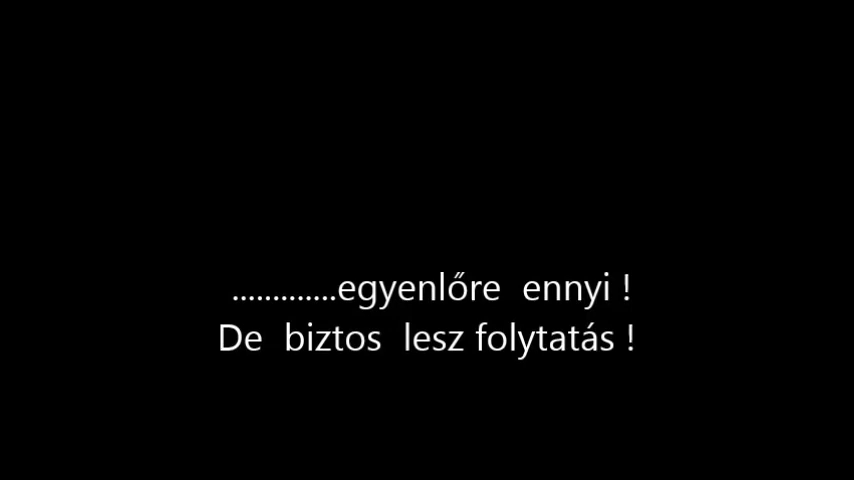 .............egyenlőre  ennyi !
De  biztos  lesz folytatás !